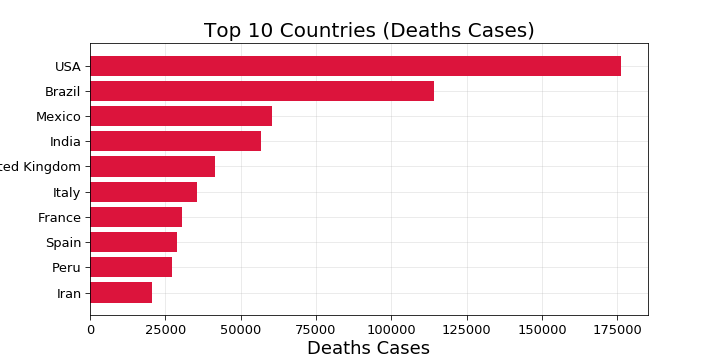 Top 10 Countries (Deaths Cases)
USA
Brazil
Mexico
India
ted Kingdom
Italy
France
Spain
Peru
Iran
0 25000 50000 75000 100000 125000 150000 175000
Deaths Cases